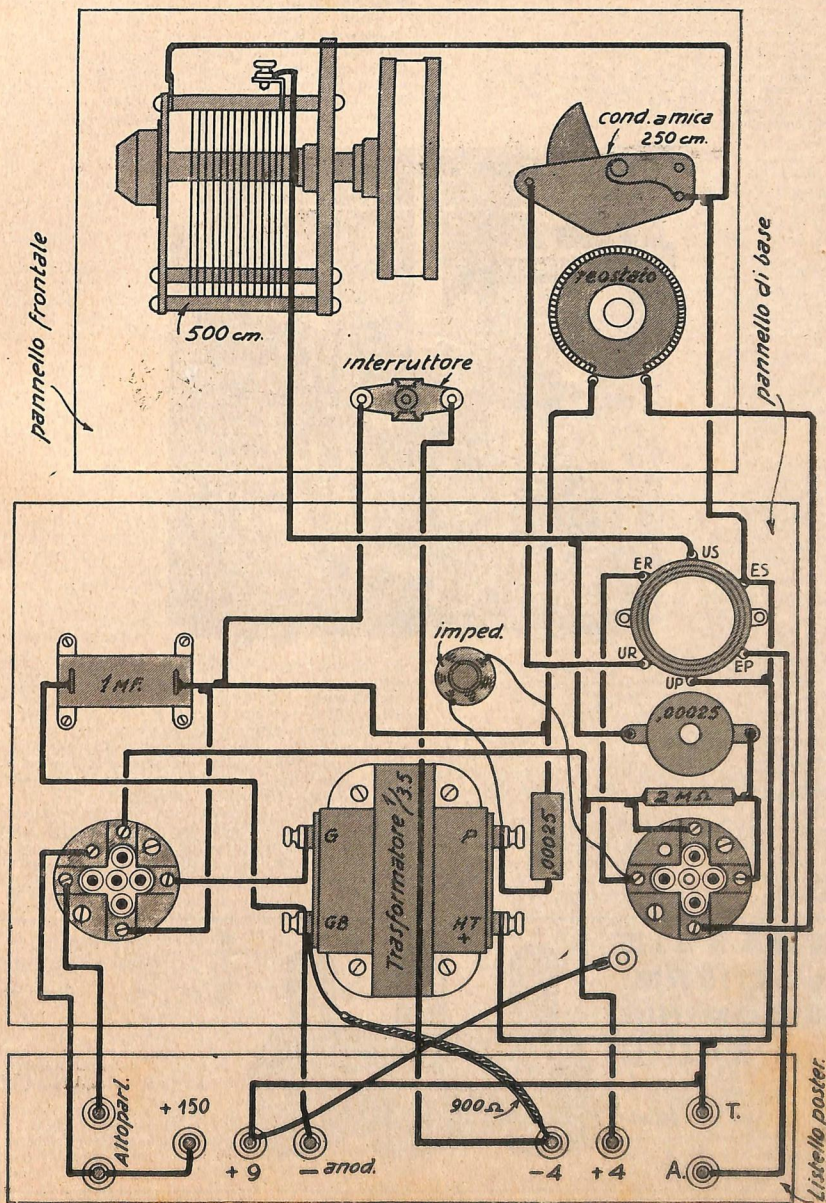 cond. a mica
250 cm.
pannello frontale
reostato
pannello di base
500 cm.
interruttore
US
ER
ES
imped.
1 MF.
UR
EP
UP
,00025
2 MΩ
G
P
Trasformatore 1/3.5
,00025
GB
HT
+
Altoparl.
+ 150
900 Ω
T.
+ 9
– anod.
-4
+4
A.
Listello poster.